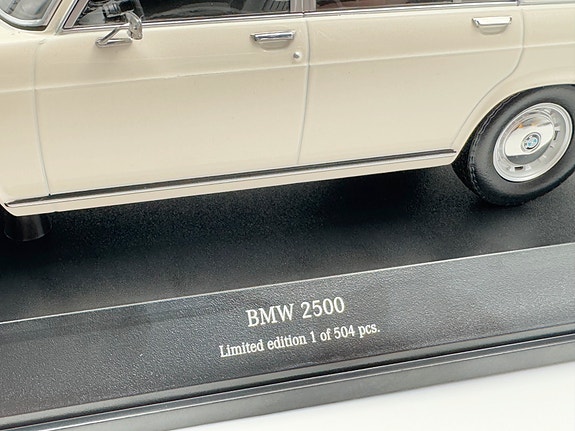 BMW 2500
Limited edition 1 of 504 pcs.